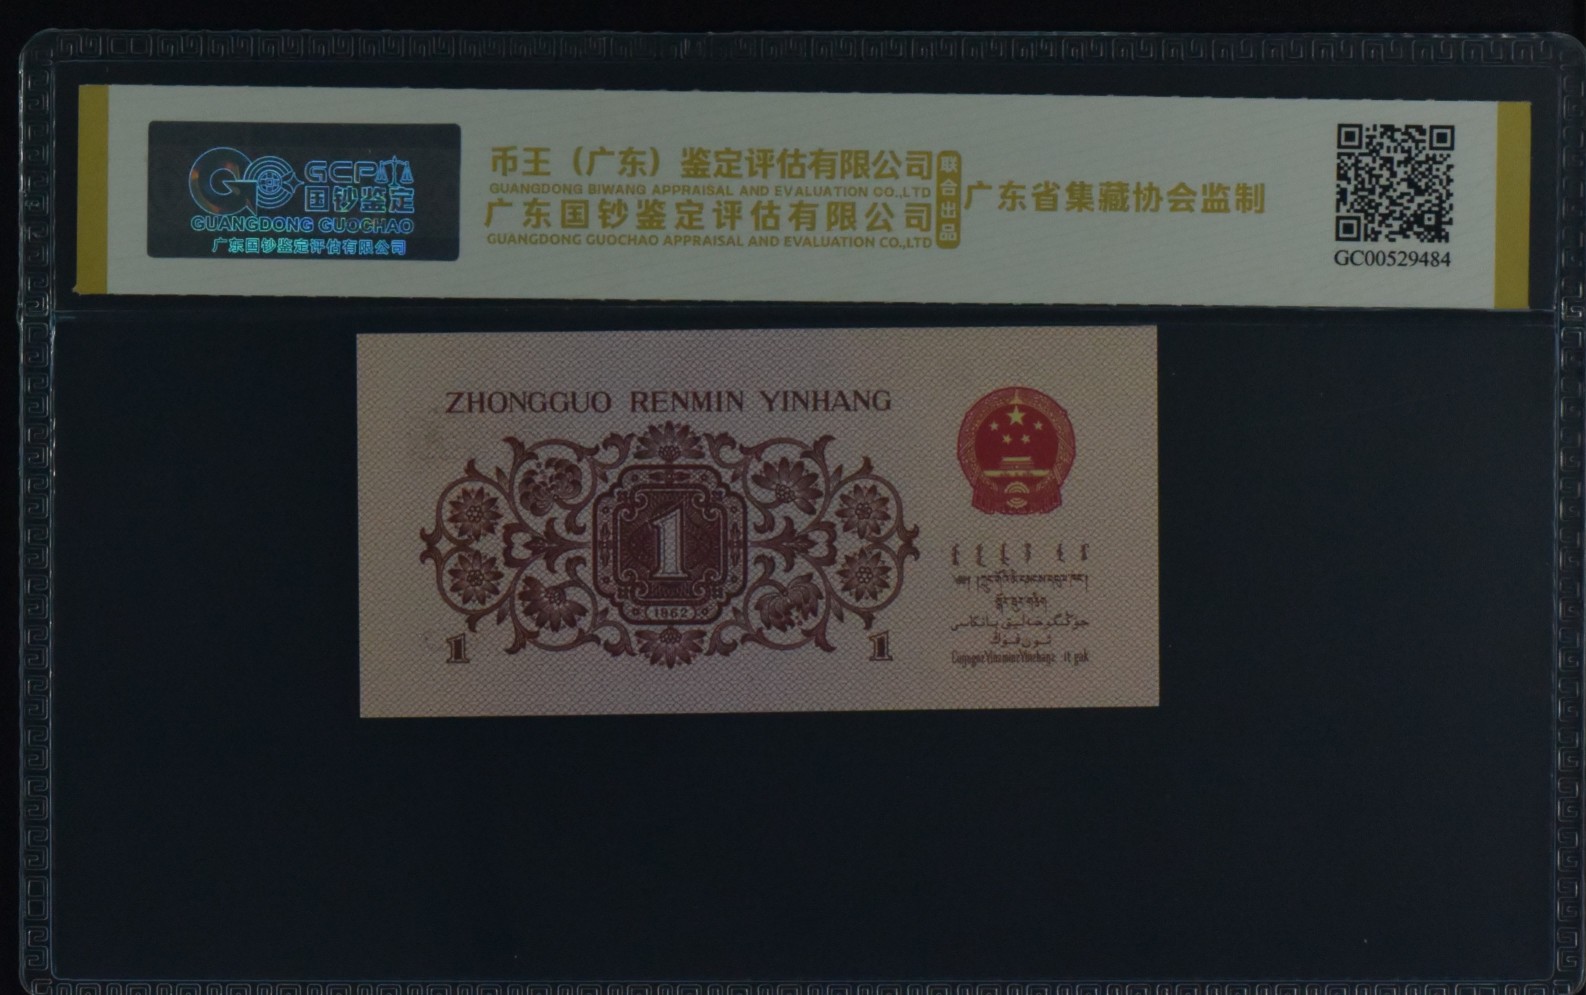 GCP
国钞鉴定
GUANGDONG GUOCHAO
广东国钞鉴定评估有限公司
币王（广东）鉴定评估有限公司
GUANGDONG BIWANG APPRAISAL AND EVALUATION CO.,LTD
广东国钞鉴定评估有限公司
GUANGDONG GUOCHAO APPRAISAL AND EVALUATION CO.,LTD
联合出品
广东省集藏协会监制
GC00529484
ZHONGGUO RENMIN YINHANG
1
1962
1
1